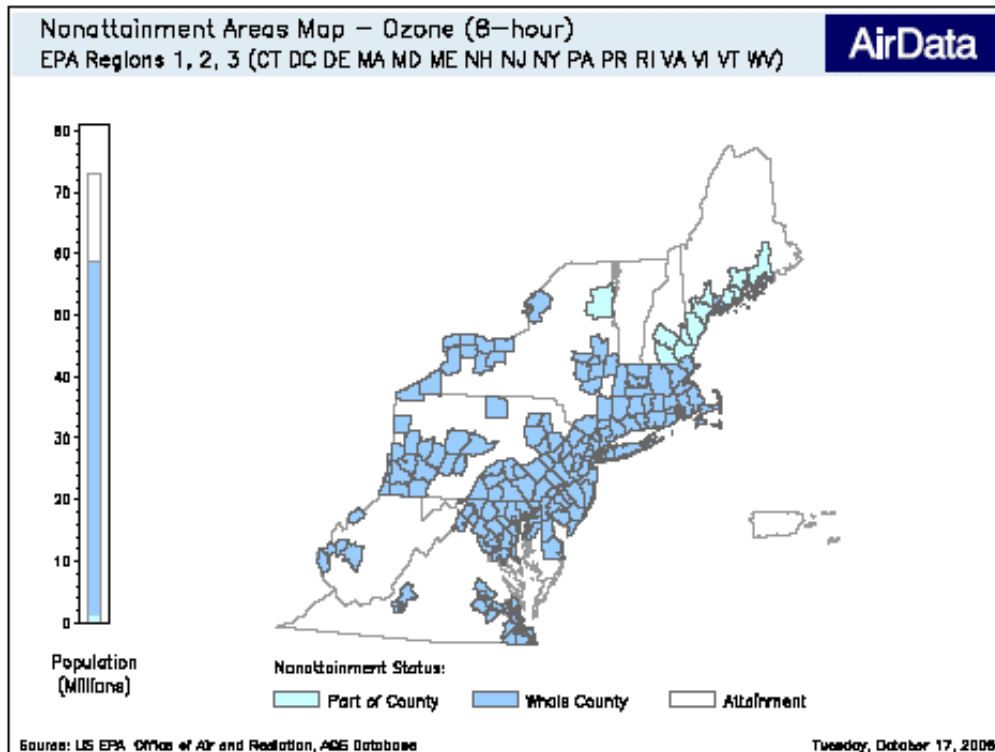 Nonattainment Areas Map - Ozone (8-hour)
EPA Regions 1, 2, 3 (CT DC DE MA MD ME NH NJ NY PA PR RI VA VI VT WV)
AirData
80
70
60
50
40
30
20
10
0
Population
(Millions)
Nonattainment Status:
Part of County
Whole County
Attainment
Source: US EPA Office of Air and Radiation, AQS Database
Tuesday, October 17, 2006